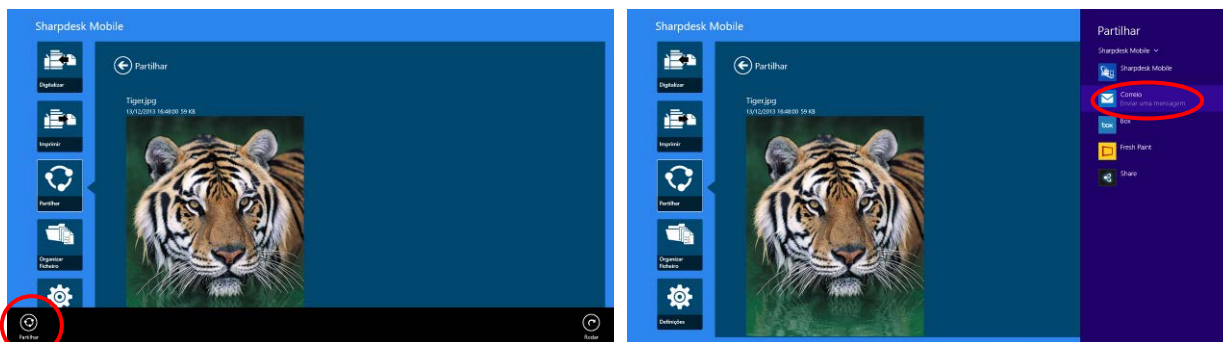 Sharpdesk Mobile
Digitalizar
Imprimir
Partilhar
Organizar
Ficheiro
Partilhar
Tiger.jpg
13/12/2013 16:48:00 59 KB
Partilhar
Rodar
Sharpdesk Mobile
Digitalizar
Imprimir
Partilhar
Organizar
Ficheiro
Definições
Partilhar
Tiger.jpg
13/12/2013 16:48:00 59 KB
Partilhar
Sharpdesk Mobile
Sharpdesk Mobile
Correio
Enviar uma mensagem
box
Box
Fresh Paint
Share